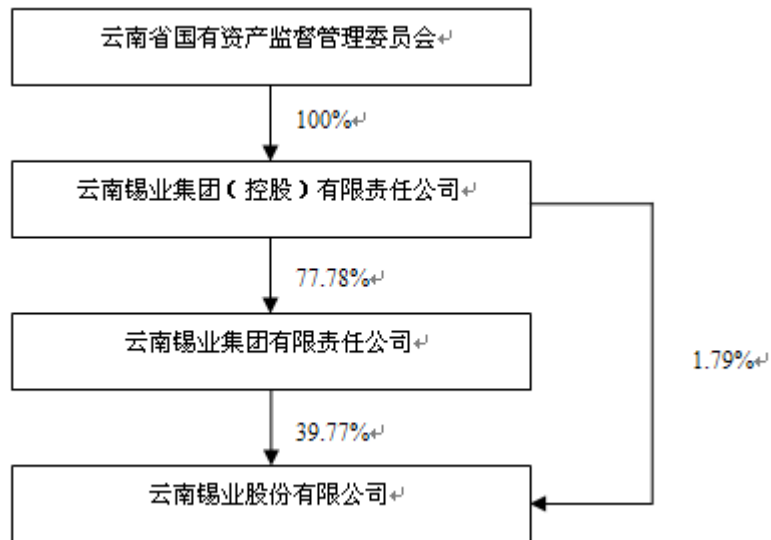 云南省国有资产监督管理委员会↵
100%↵
云南锡业集团（控股）有限责任公司↵
77.78%↵
云南锡业集团有限责任公司↵
1.79%↵
39.77%↵
云南锡业股份有限公司↵